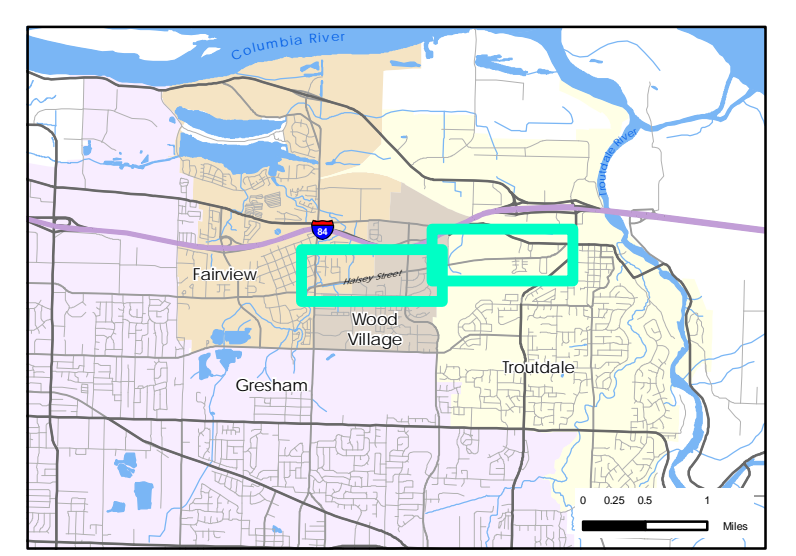 Columbia River
Troutdale River
84
Fairview
Halsey Street
Wood
Village
Troutdale
Gresham
0 0.25 0.5 1
Miles